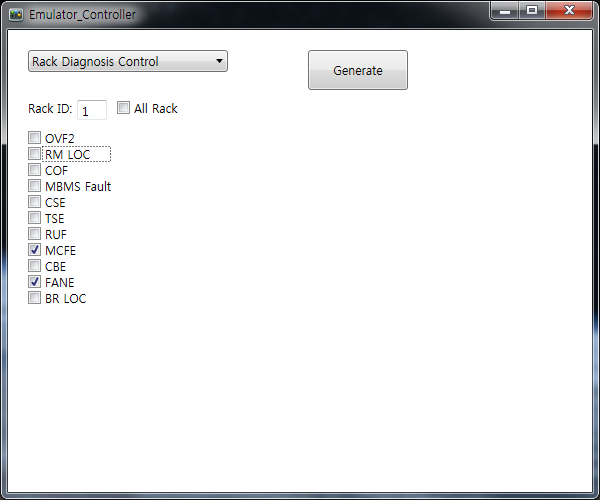 Emulator_Controller
Rack Diagnosis Control
Generate
Rack ID: 1 All Rack
OVF2
RM LOC
COF
MBMS Fault
CSE
TSE
RUF
MCFE
CBE
FANE
BR LOC